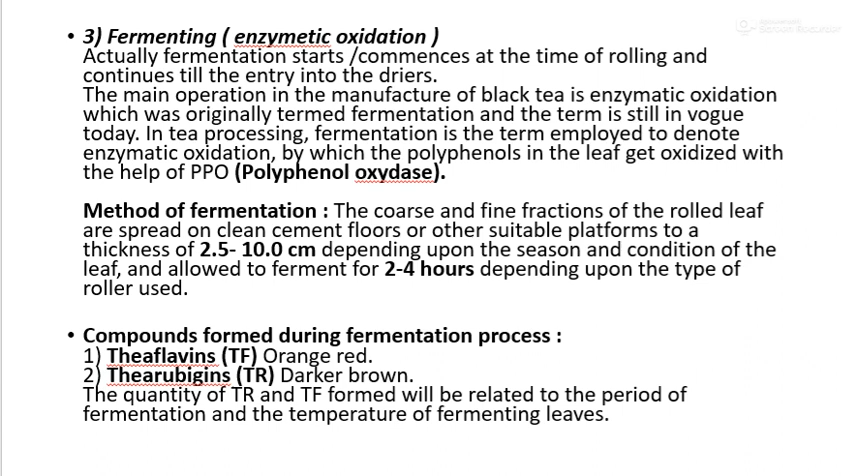 • 3) Fermenting ( enzymetic oxidation )
Actually fermentation starts /commences at the time of rolling and
continues till the entry into the driers.
The main operation in the manufacture of black tea is enzymatic oxidation
which was originally termed fermentation and the term is still in vogue
today. In tea processing, fermentation is the term employed to denote
enzymatic oxidation, by which the polyphenols in the leaf get oxidized with
the help of PPO (Polyphenol oxydase).
Method of fermentation : The coarse and fine fractions of the rolled leaf
are spread on clean cement floors or other suitable platforms to a
thickness of 2.5- 10.0 cm depending upon the season and condition of the
leaf, and allowed to ferment for 2-4 hours depending upon the type of
roller used.
• Compounds formed during fermentation process :
1) Theaflavins (TF) Orange red.
2) Thearubigins (TR) Darker brown.
The quantity of TR and TF formed will be related to the period of
fermentation and the temperature of fermenting leaves.